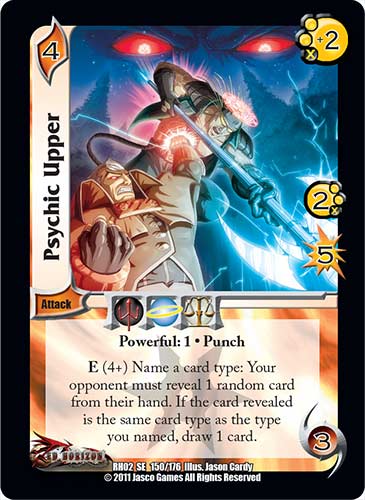 4
+2
Psychic Upper
2
5
Attack
Powerful: 1 • Punch
E (4+) Name a card type: Your
opponent must reveal 1 random card
from their hand. If the card revealed
is the same card type as the type
you named, draw 1 card.
3
RED HORIZON
RH02 SE 150/176 Illus. Jason Cardy
© 2011 Jasco Games All Rights Reserved